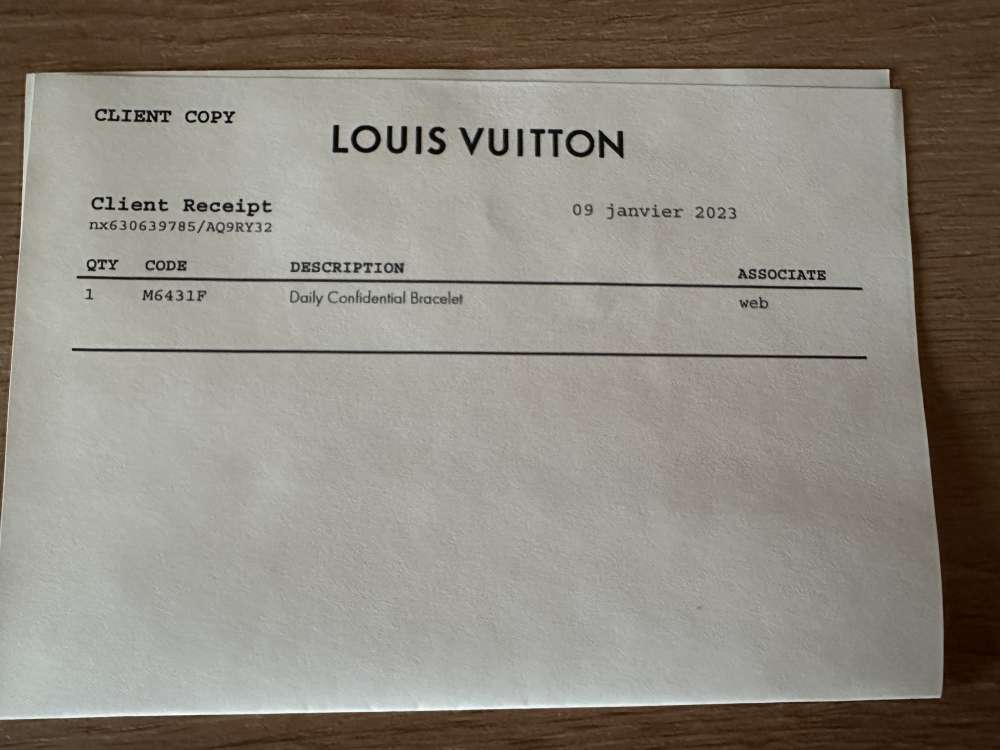 CLIENT COPY
LOUIS VUITTON
Client Receipt
09 janvier 2023
nx630639785/AQ9RY32
QTY CODE DESCRIPTION ASSOCIATE
1 M6431F Daily Confidential Bracelet web